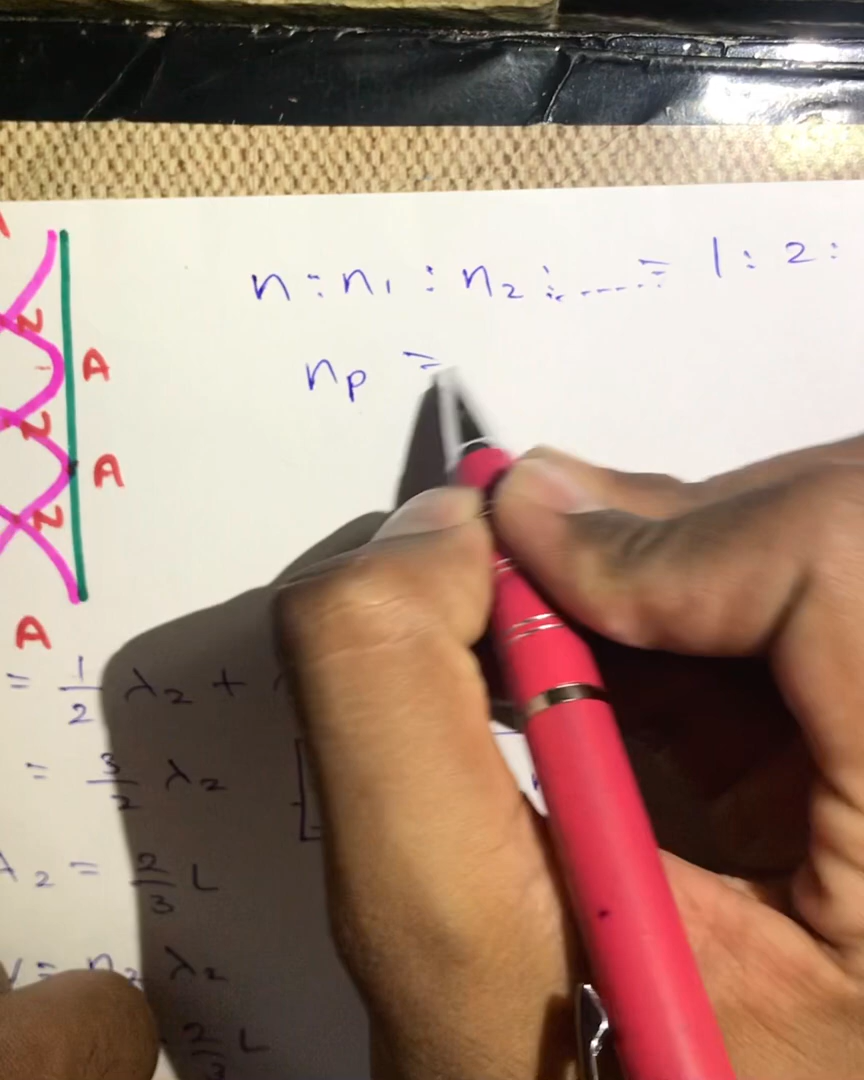 n : n₁ : n₂ : ...... = 1 : 2 :
nₚ =
N
A
N
A
N
A
= 1/2 λ₂ +
= 3/2 λ₂
λ₂ = 2/3 L
v = n₂ λ₂
2/3 L